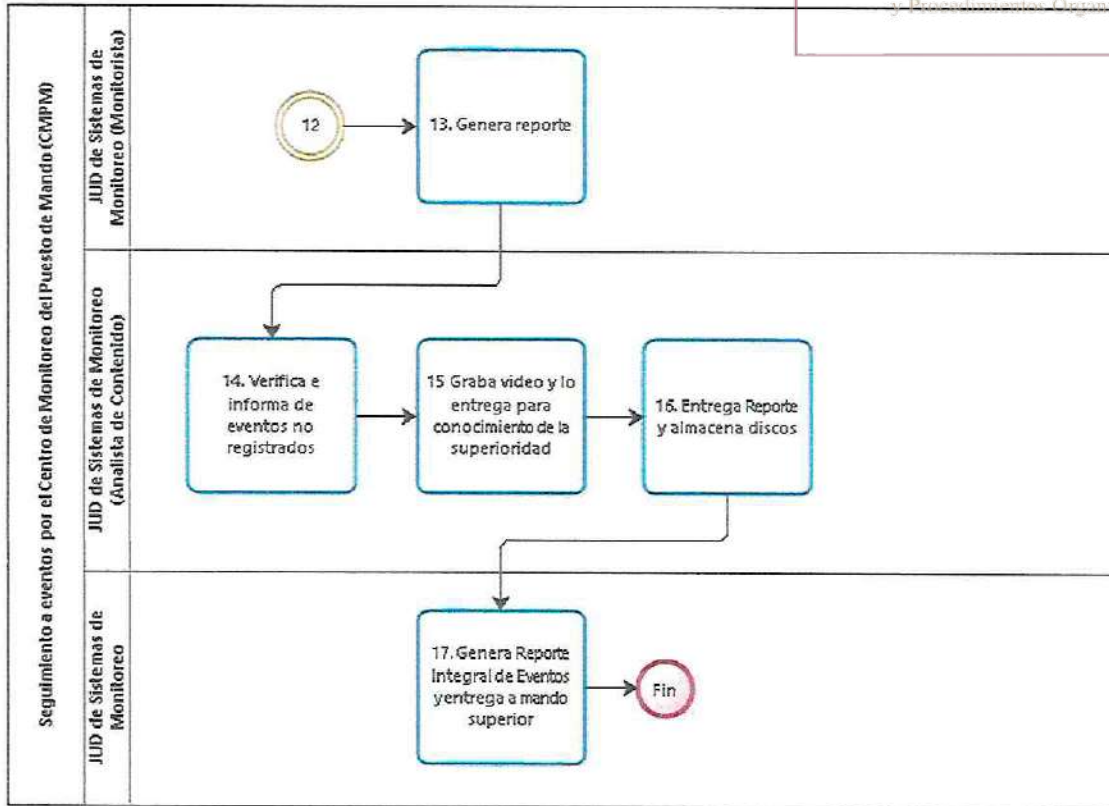 y Procedimientos Organ
Seguimiento a eventos por el Centro de Monitoreo del Puesto de Mando (CMPM)
JUD de Sistemas de
Monitoreo (Monitorista)
12
13. Genera reporte
JUD de Sistemas de Monitoreo
(Analista de Contenido)
14. Verifica e
informa de
eventos no
registrados
15 Graba video y lo
entrega para
conocimiento de la
superioridad
16. Entrega Reporte
y almacena discos
JUD de Sistemas de
Monitoreo
17. Genera Reporte
Integral de Eventos
y entrega a mando
superior
Fin